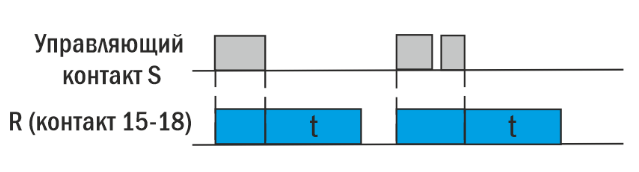 Управляющий
контакт S
R (контакт 15-18)
t
t